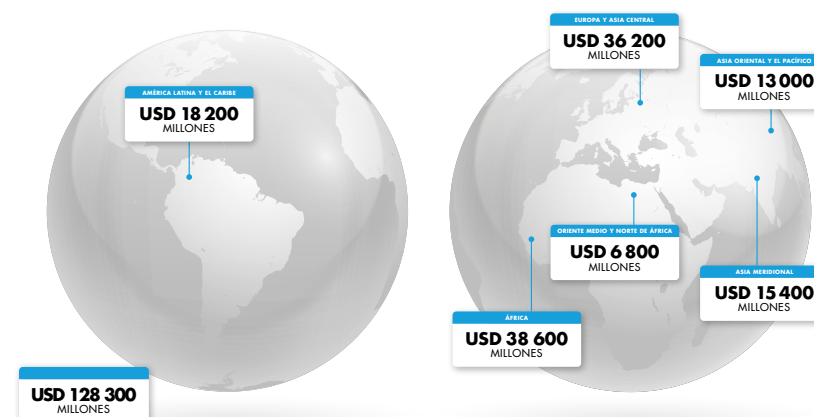 AMÉRICA LATINA Y EL CARIBE
USD 18 200
MILLONES
EUROPA Y ASIA CENTRAL
USD 36 200
MILLONES
ASIA ORIENTAL Y EL PACÍFICO
USD 13 000
MILLONES
ORIENTE MEDIO Y NORTE DE ÁFRICA
USD 6 800
MILLONES
ASIA MERIDIONAL
USD 15 400
MILLONES
ÁFRICA
USD 38 600
MILLONES
USD 128 300
MILLONES